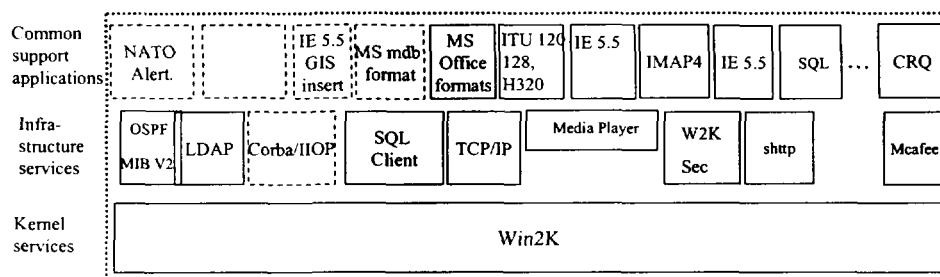 Common
support
applications
NATO
Alert.
IE 5.5
GIS
insert
MS mdb
format
MS
Office
formats
ITU 120
128,
H320
IE 5.5
IMAP4
IE 5.5
SQL
...
CRQ
Infra-
structure
services
OSPF
MIB V2
LDAP
Corba/IIOP
SQL
Client
TCP/IP
Media Player
W2K
Sec
shttp
Mcafee
Kernel
services
Win2K